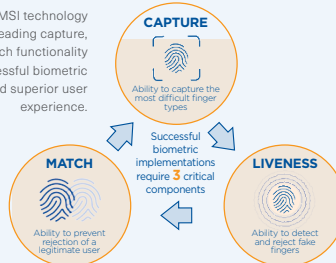 MSI technology
eading capture,
ch functionality
essful biometric
d superior user
experience.
CAPTURE
Ability to capture the
most difficult finger
types
Successful
biometric
implementations
require 3 critical
components
MATCH
Ability to prevent
rejection of a
legitimate user
LIVENESS
Ability to detect
and reject fake
fingers